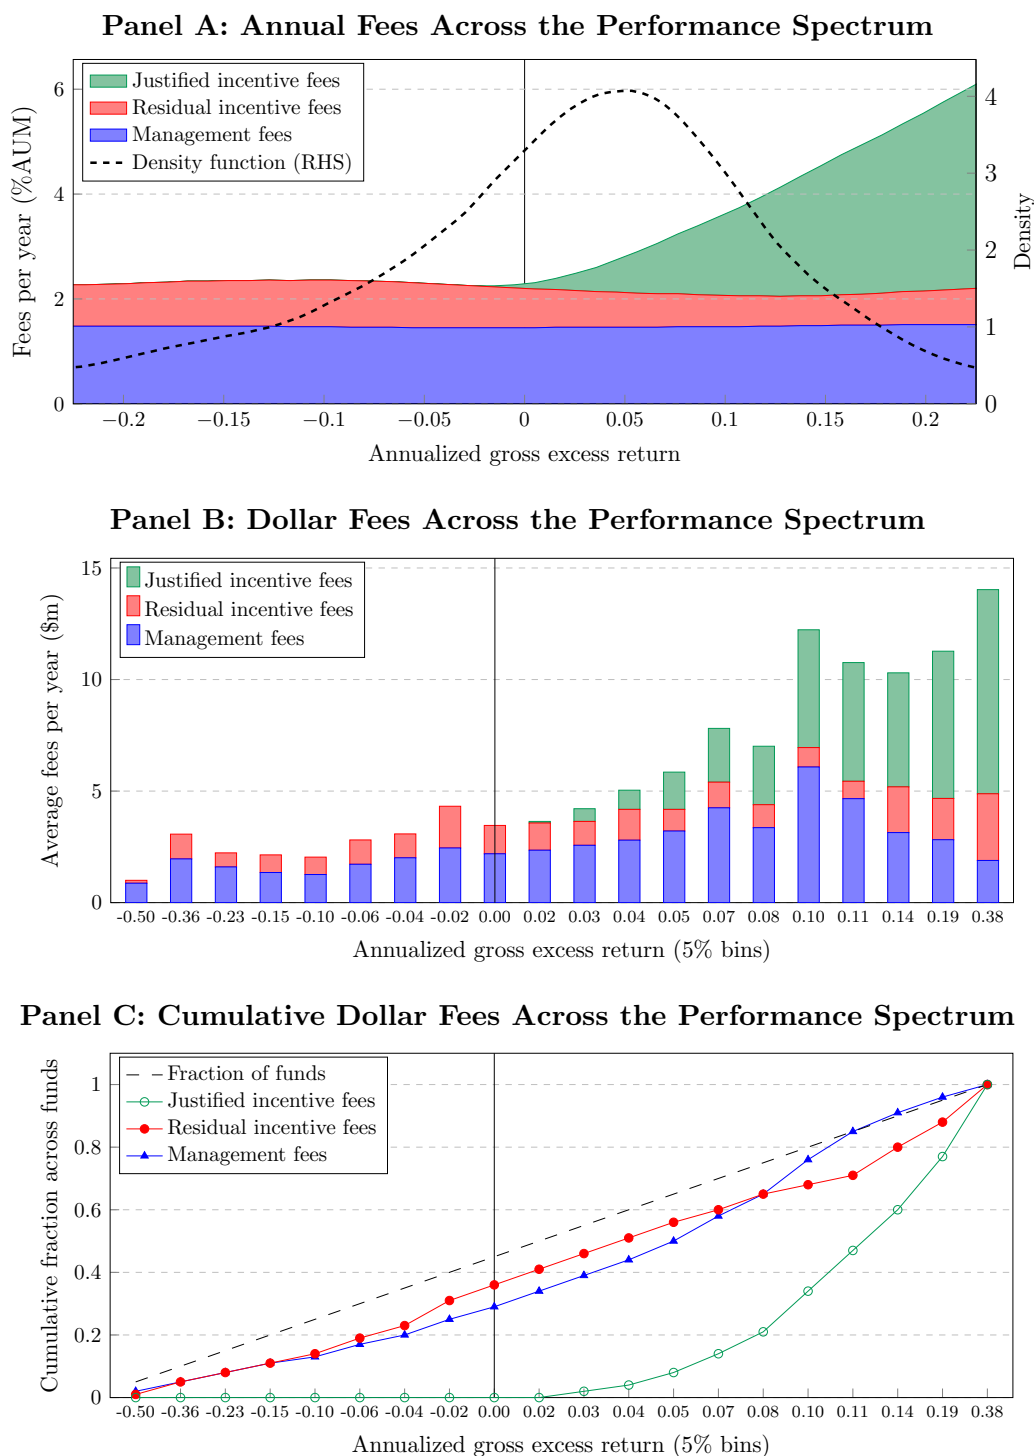 Panel A: Annual Fees Across the Performance Spectrum
Justified incentive fees
Residual incentive fees
Management fees
Density function (RHS)
Fees per year (%AUM)
0
2
4
6
Density
0
1
2
3
4
−0.2
−0.15
−0.1
−0.05
0
0.05
0.1
0.15
0.2
Annualized gross excess return
Panel B: Dollar Fees Across the Performance Spectrum
Justified incentive fees
Residual incentive fees
Management fees
Average fees per year ($m)
0
5
10
15
-0.50 -0.36 -0.23 -0.15 -0.10 -0.06 -0.04 -0.02 0.00 0.02 0.03 0.04 0.05 0.07 0.08 0.10 0.11 0.14 0.19 0.38
Annualized gross excess return (5% bins)
Panel C: Cumulative Dollar Fees Across the Performance Spectrum
Fraction of funds
Justified incentive fees
Residual incentive fees
Management fees
Cumulative fraction across funds
0
0.2
0.4
0.6
0.8
1
-0.50 -0.36 -0.23 -0.15 -0.10 -0.06 -0.04 -0.02 0.00 0.02 0.03 0.04 0.05 0.07 0.08 0.10 0.11 0.14 0.19 0.38
Annualized gross excess return (5% bins)